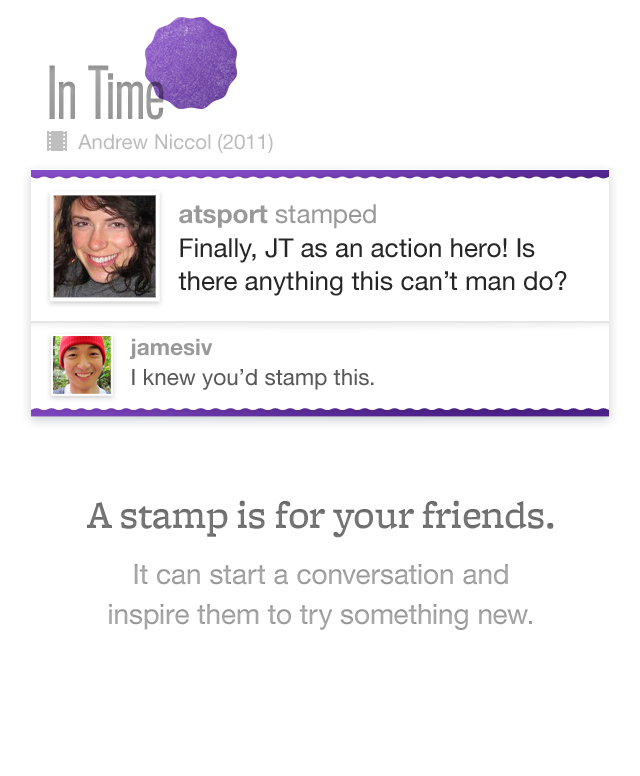 In Time
Andrew Niccol (2011)
atsport stamped
Finally, JT as an action hero! Is
there anything this can’t man do?
jamesiv
I knew you’d stamp this.
A stamp is for your friends.
It can start a conversation and
inspire them to try something new.